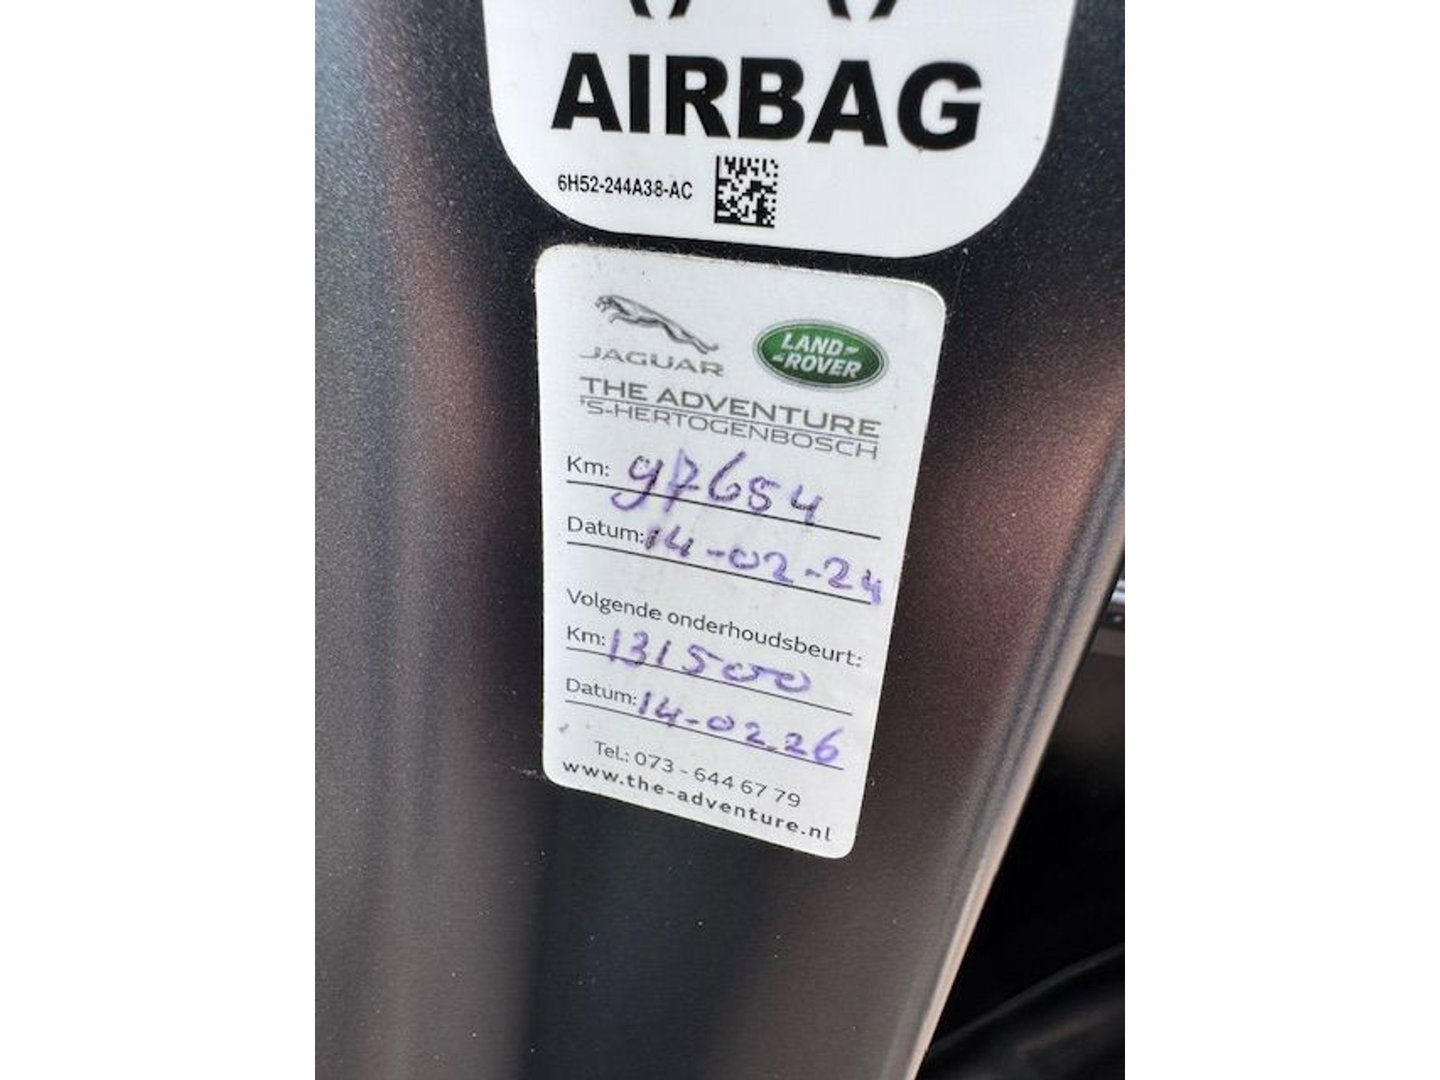 AIRBAG
6H52-244A38-AC
JAGUAR
LAND-
-ROVER
THE ADVENTURE
'S-HERTOGENBOSCH
Km: 97654
Datum: 14-02-24
Volgende onderhoudsbeurt:
Km: 131500
Datum: 14-02-26
Tel.: 073 - 644 67 79
www.the-adventure.nl